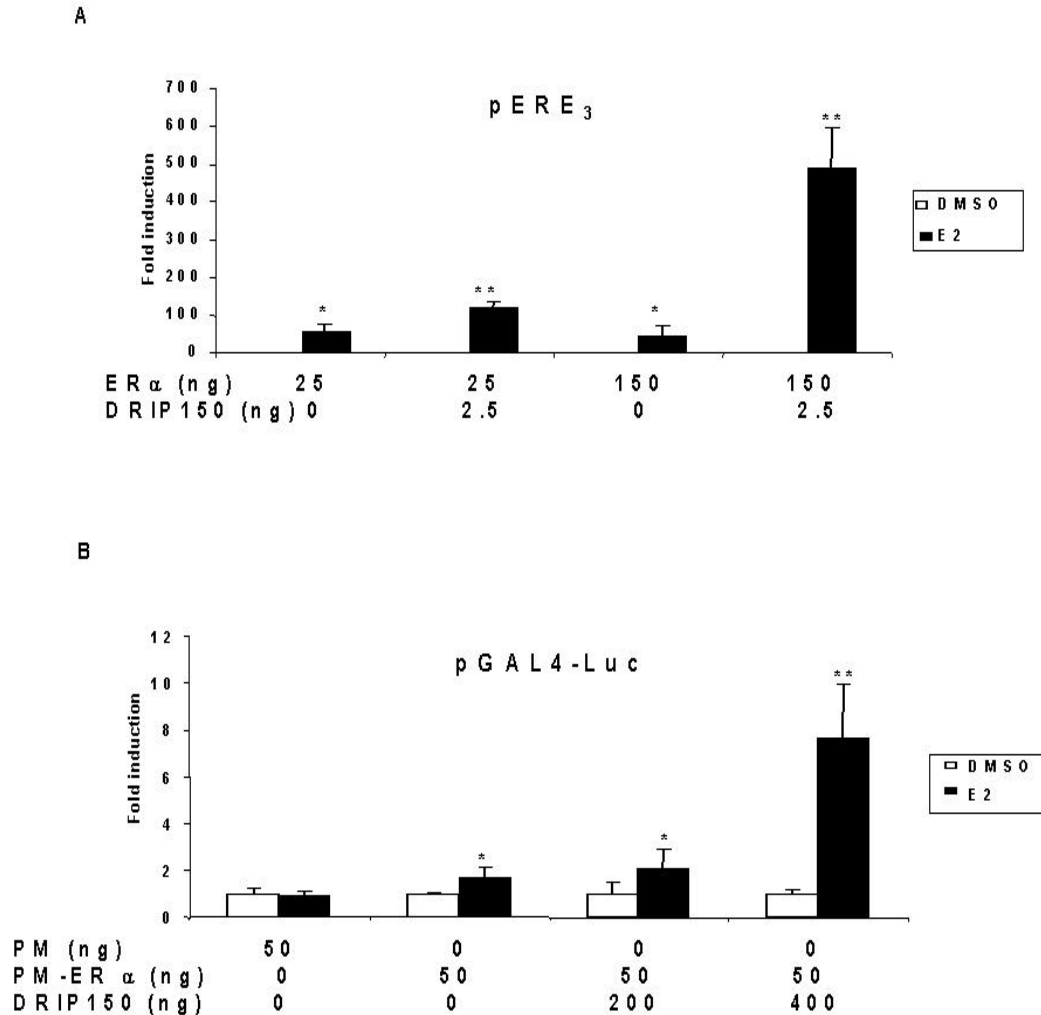 A
pERE3
Fold induction
700
600
500
400
300
200
100
0
* ** * **
DMSO
E2
ERα (ng) 25 25 150 150
DRIP150 (ng) 0 2.5 0 2.5
B
pGAL4-Luc
Fold induction
12
10
8
6
4
2
0
* * **
DMSO
E2
PM (ng) 50 0 0 0
PM-ER α (ng) 0 50 50 50
DRIP150 (ng) 0 0 200 400